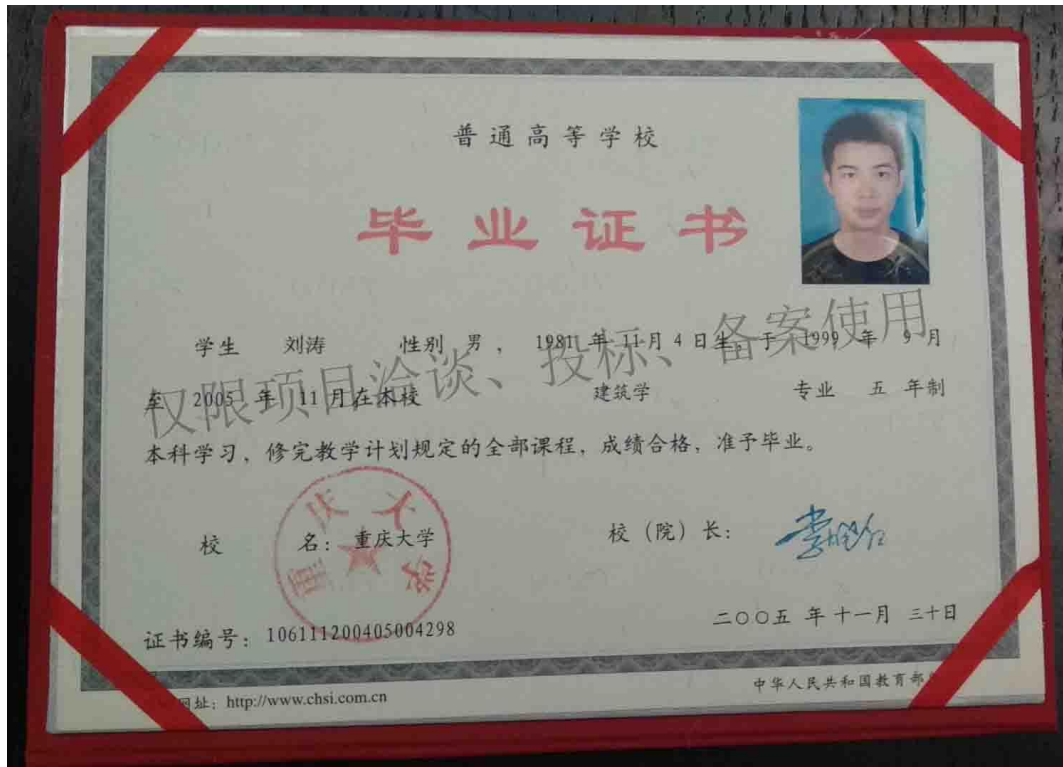 普通高等学校
毕业证书
学生 刘涛 性别 男， 1981 年 11 月 4 日生，于 1999 年 9 月
至 2005 年 11 月在本校 建筑学 专业 五 年制
本科学习，修完教学计划规定的全部课程，成绩合格，准予毕业。
仅限项目洽谈、投标、备案使用
校 名：重庆大学 校（院）长：
重庆大学
二〇〇五 年 十一月 三十日
证书编号：106111200405004298
网址：http://www.chsi.com.cn 中华人民共和国教育部